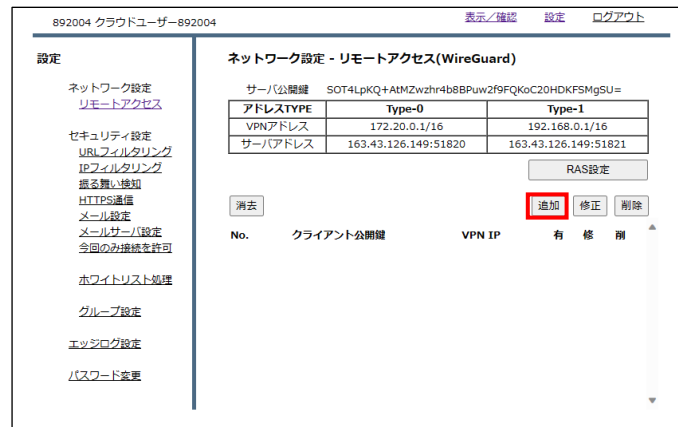 892004 クラウドユーザー892004
表示／確認 設定 ログアウト
設定
ネットワーク設定
リモートアクセス
セキュリティ設定
URLフィルタリング
IPフィルタリング
振る舞い検知
HTTPS通信
メール設定
メールサーバ設定
今回のみ接続を許可
ホワイトリスト処理
グループ設定
エッジログ設定
パスワード変更
ネットワーク設定 - リモートアクセス(WireGuard)
サーバ公開鍵 SOT4LpKQ+AtMZwzhr4b8BPuw2f9FQKoC20HDKFSMgSU=
アドレスTYPE Type-0 Type-1
VPNアドレス 172.20.0.1/16 192.168.0.1/16
サーバアドレス 163.43.126.149:51820 163.43.126.149:51821
RAS設定
消去 追加 修正 削除
No. クライアント公開鍵 VPN IP 有 修 削